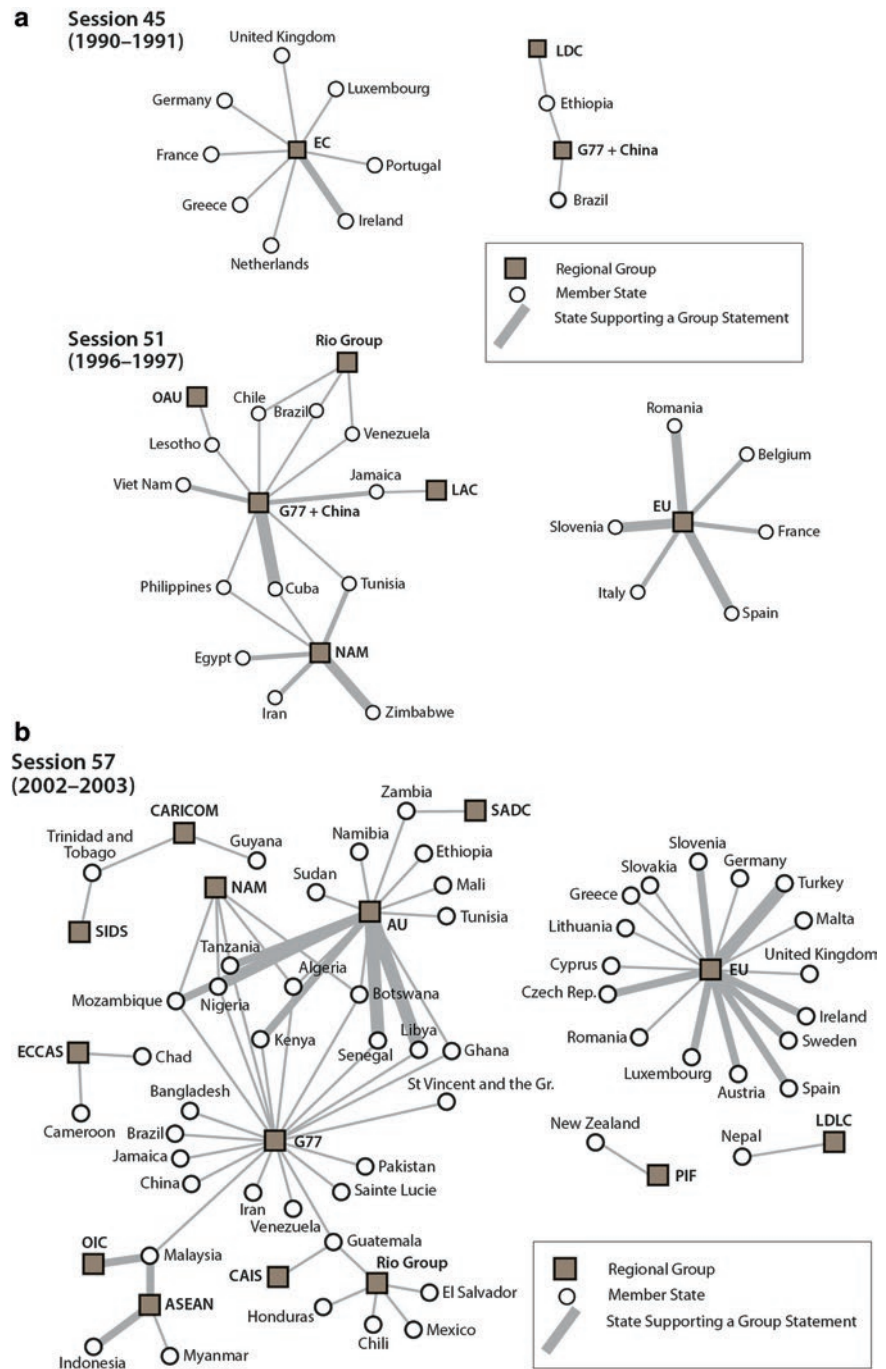 a
Session 45
(1990–1991)
United Kingdom
LDC
Luxembourg
Germany
Ethiopia
EC
France
G77 + China
Portugal
Greece
Brazil
Ireland
Netherlands
Regional Group
Member State
State Supporting a Group Statement
Session 51
(1996–1997)
Rio Group
OAU
Chile
Brazil
Romania
Lesotho
Venezuela
Belgium
Viet Nam
Jamaica
LAC
G77 + China
EU
Slovenia
France
Philippines
Cuba
Tunisia
Italy
Spain
Egypt
NAM
Iran
Zimbabwe
b
Session 57
(2002–2003)
CARICOM
Zambia
SADC
Trinidad and
Tobago
Guyana
Namibia
Ethiopia
Slovenia
Slovakia
Germany
Turkey
NAM
Sudan
Mali
Greece
Malta
SIDS
AU
Tunisia
Lithuania
United Kingdom
Tanzania
Algeria
Cyprus
EU
Mozambique
Nigeria
Botswana
Czech Rep.
Ireland
ECCAS
Chad
Kenya
Senegal
Libya
Ghana
Romania
Sweden
Luxembourg
Austria
Spain
Bangladesh
St Vincent and the Gr.
Cameroon
Brazil
G77
New Zealand
LDLC
Nepal
Jamaica
Pakistan
PIF
China
Sainte Lucie
Iran
Venezuela
OIC
Malaysia
Guatemala
CAIS
Rio Group
Regional Group
ASEAN
El Salvador
Member State
Honduras
Mexico
State Supporting a Group Statement
Chili
Indonesia
Myanmar